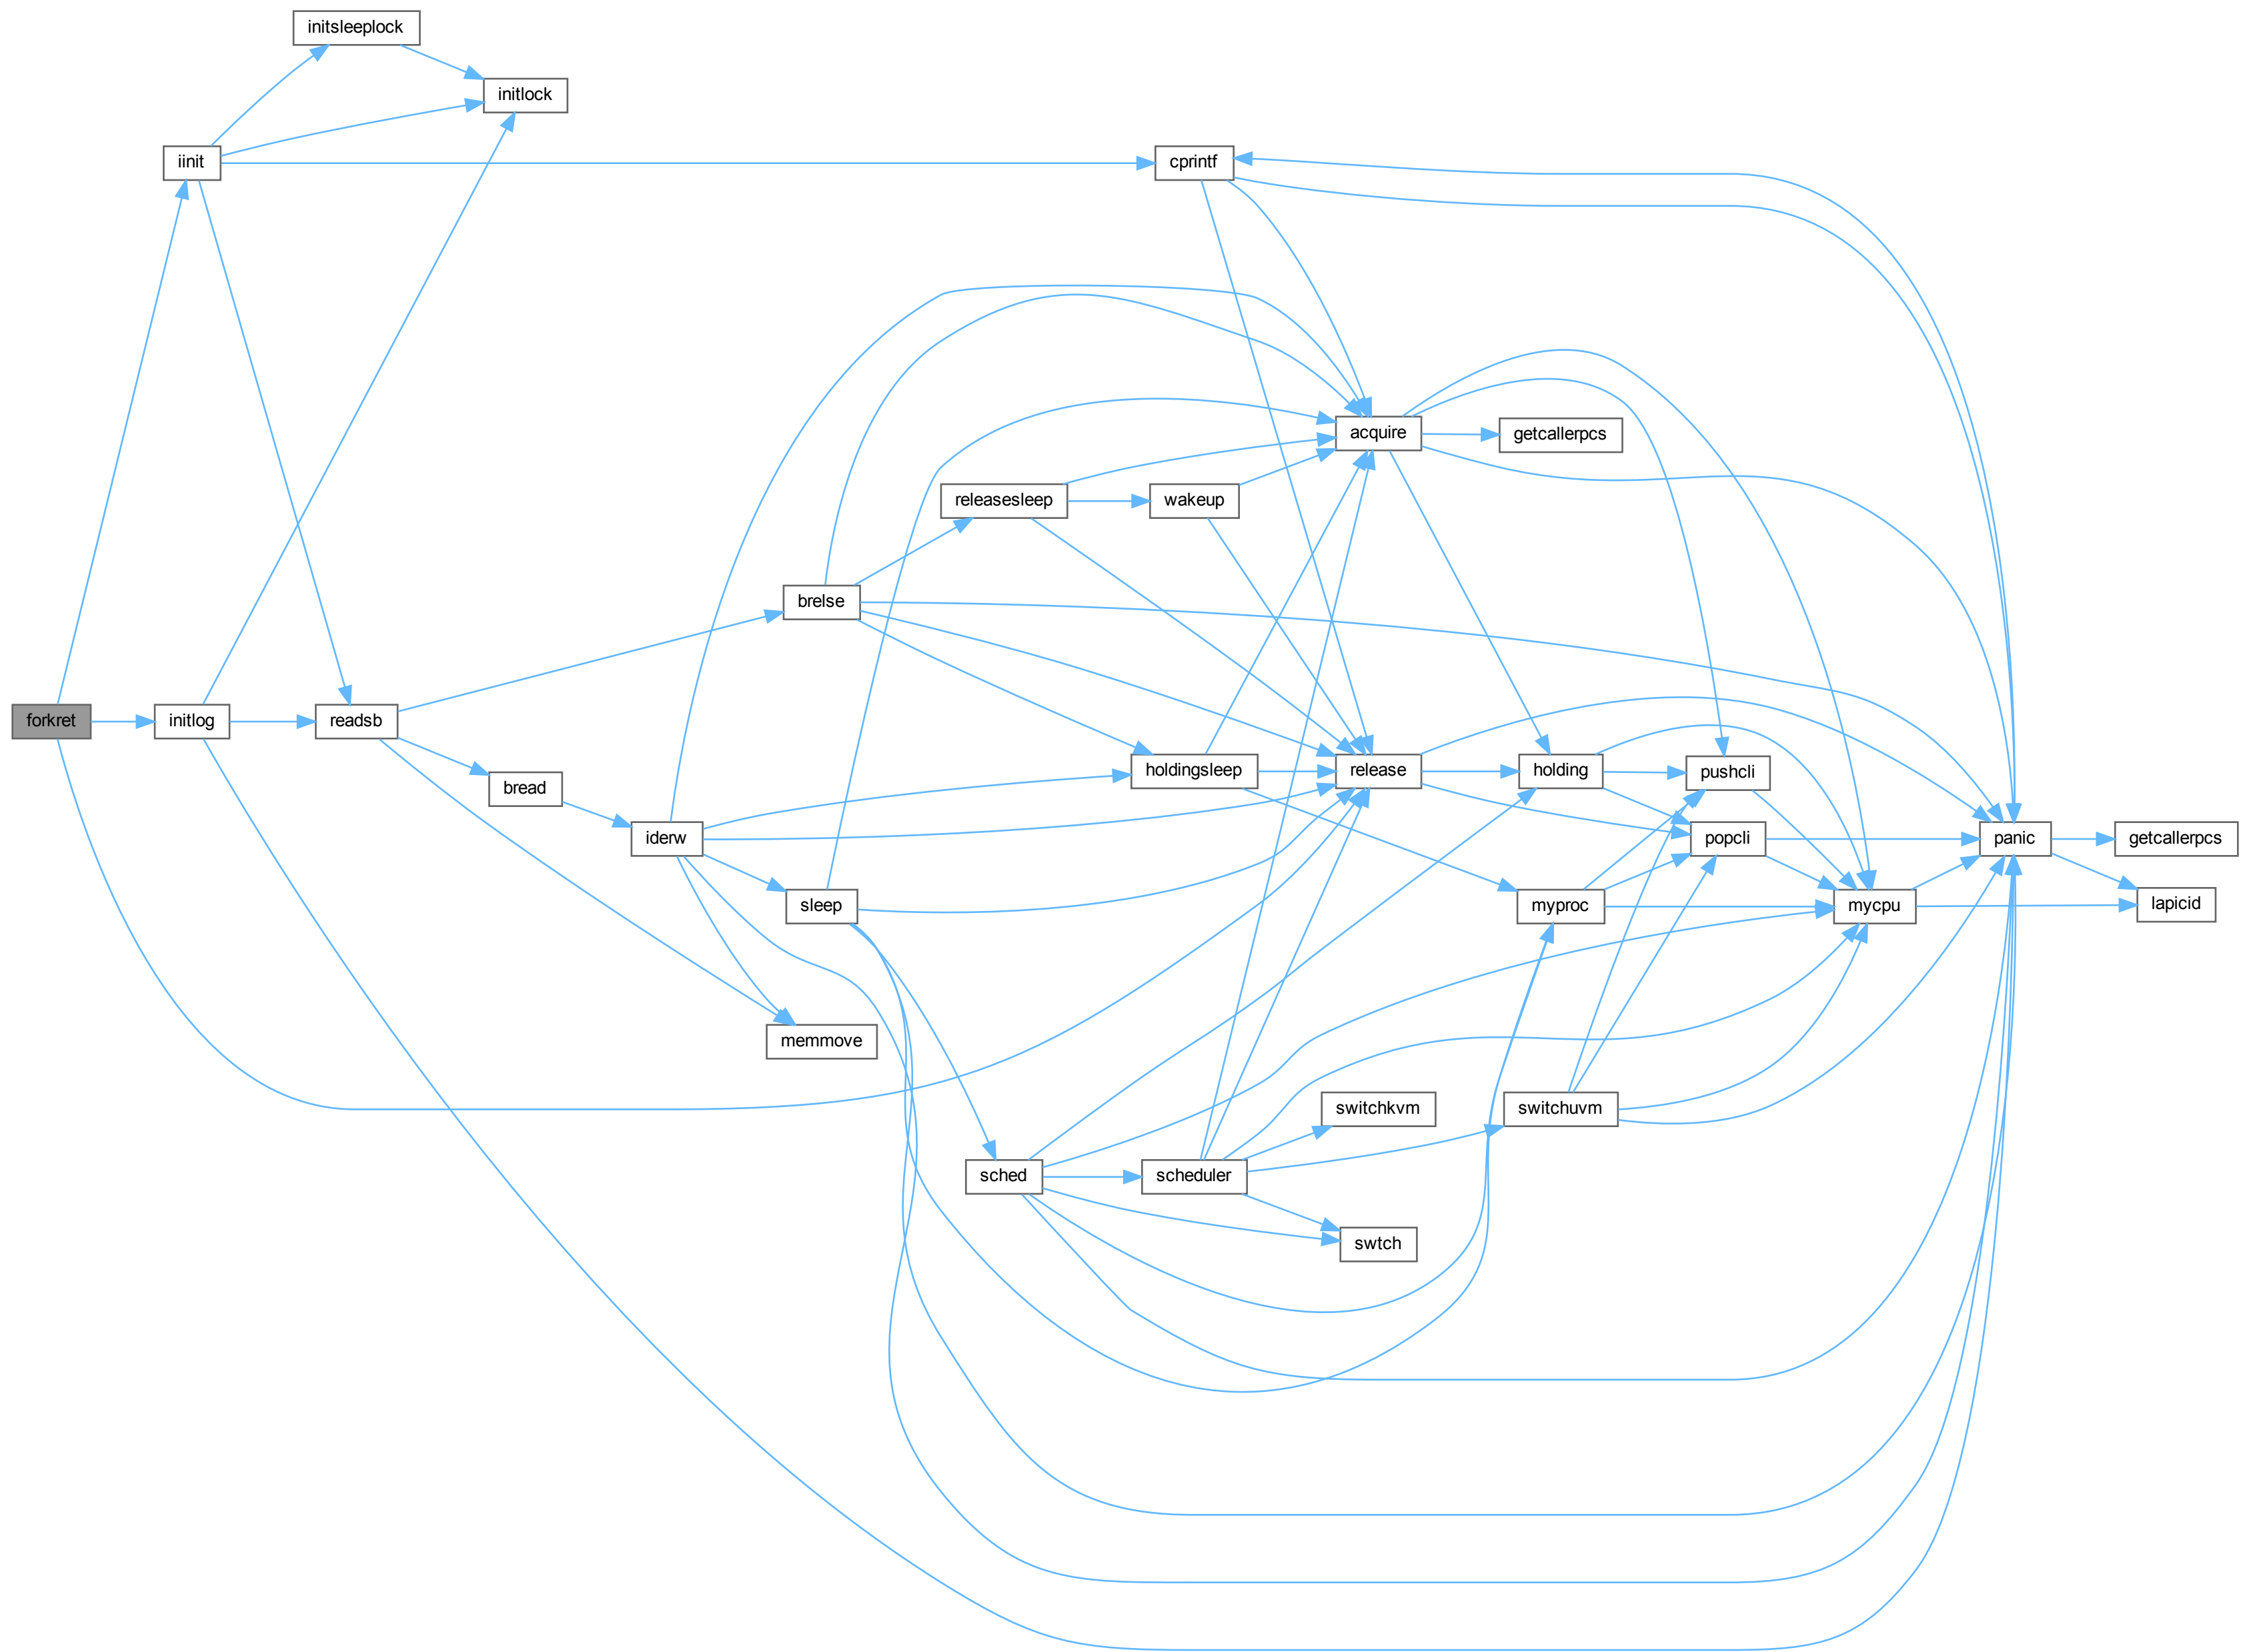 initsleeplock
initlock
iinit
cprintf
acquire
getcallerpcs
releasesleep
wakeup
brelse
forkret
initlog
readsb
holdingsleep
release
holding
pushcli
bread
iderw
popcli
panic
getcallerpcs
sleep
myproc
mycpu
lapicid
memmove
switchkvm
switchuvm
sched
scheduler
swtch